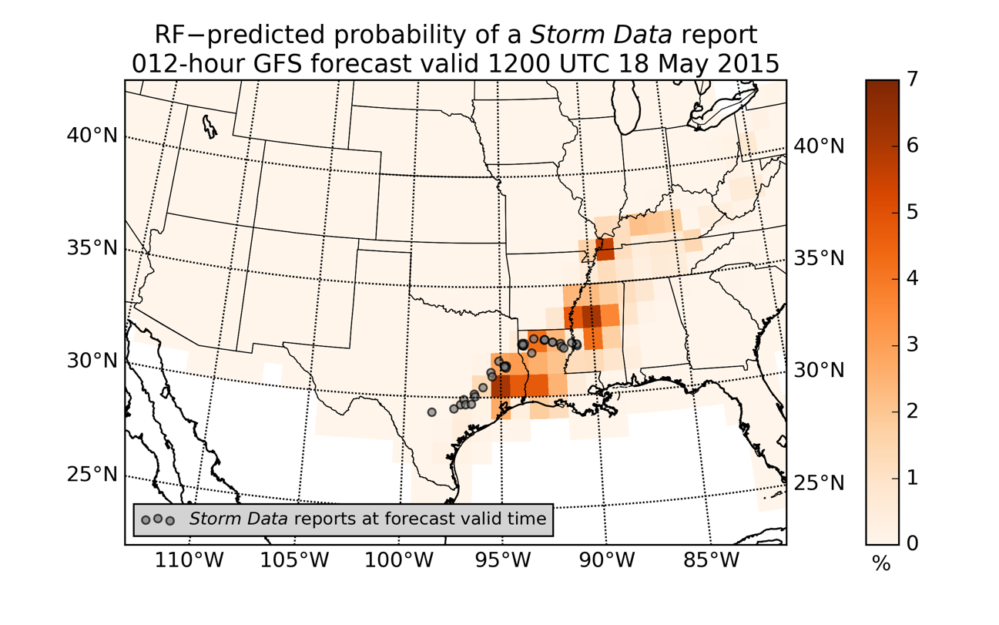 RF−predicted probability of a Storm Data report
012-hour GFS forecast valid 1200 UTC 18 May 2015
7
40°N
40°N
6
5
35°N
35°N
4
3
30°N
30°N
2
1
25°N
25°N
Storm Data reports at forecast valid time
0
110°W 105°W 100°W 95°W 90°W 85°W
%